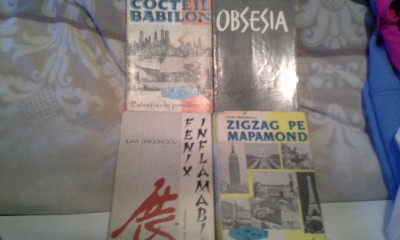 COCTEIL
BABILON
OBSESIA
IOAN GRIGORESCU
FENIX
INFLAMABIL
ZIGZAG PE
MAPAMOND